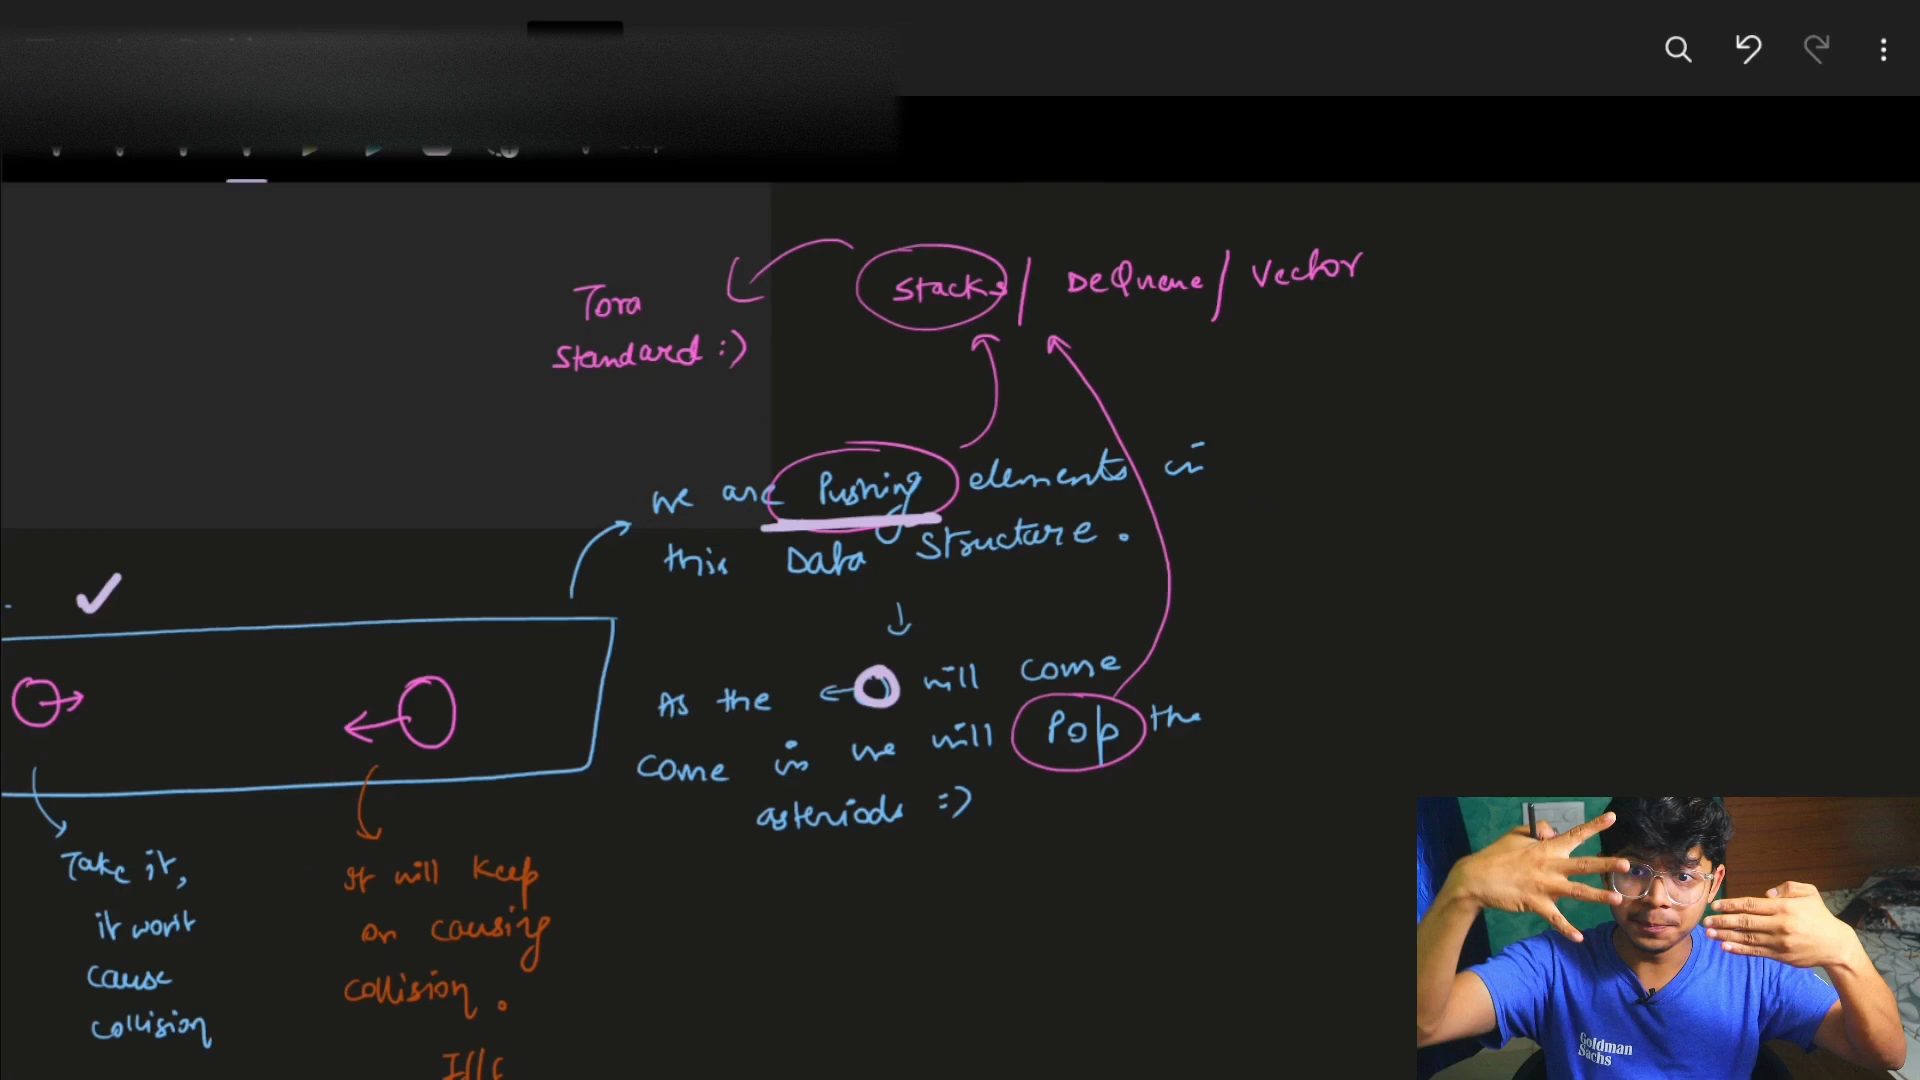 Stacks / DeQueue / Vector
Tora
standard :)
we are Pushing elements in
this Data Structure.
As the will come
come in we will Pop the
asteriods :)
Take it,
it won't
cause
collision
It will keep
on causing
collision.
Goldman
Sachs